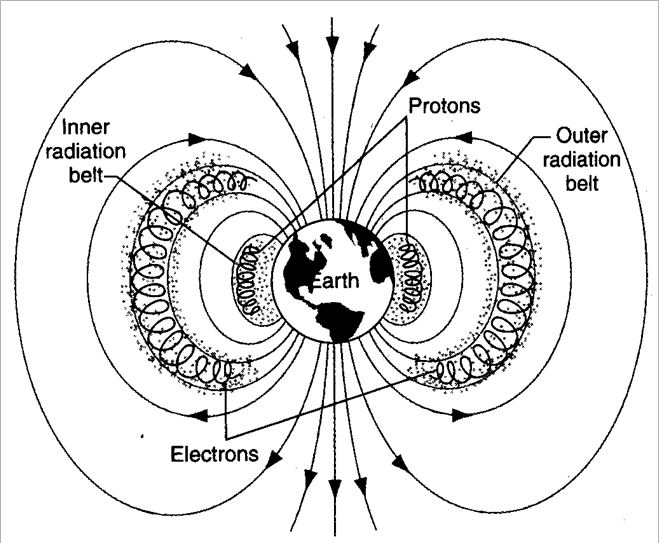 Protons
Inner
radiation
belt
Outer
radiation
belt
Earth
Electrons